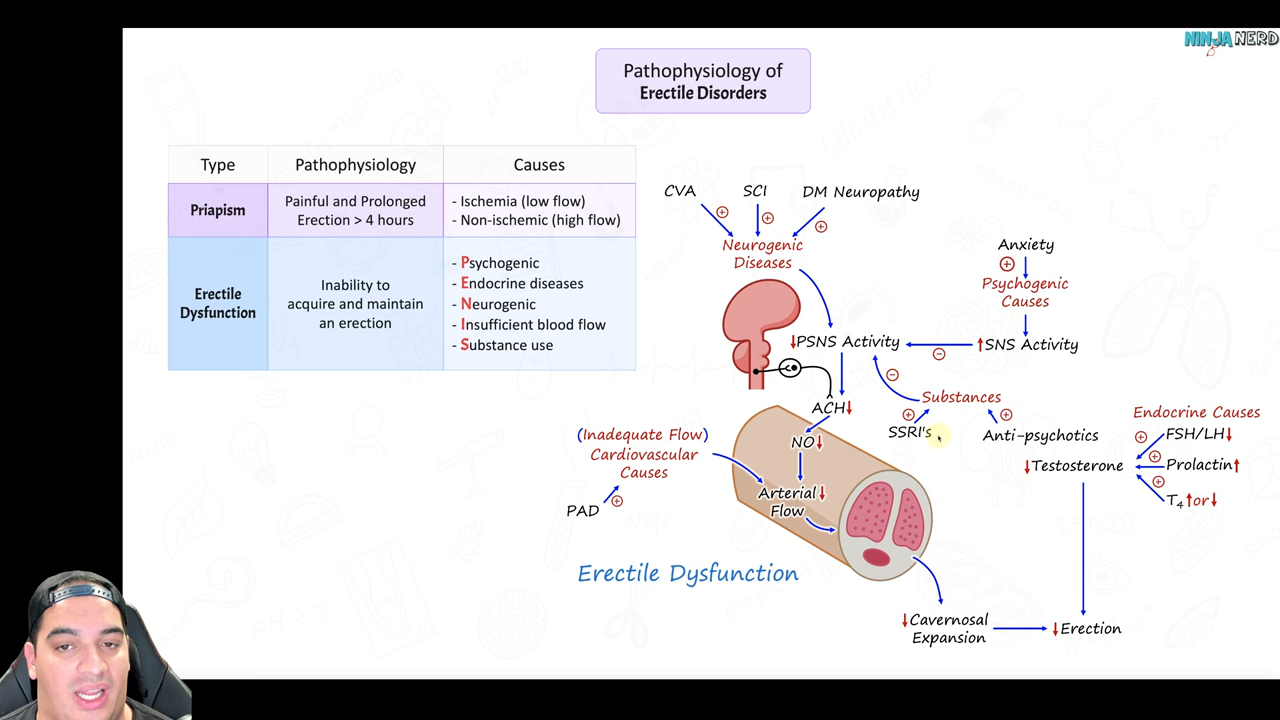 NINJA NERD
Pathophysiology of
Erectile Disorders
Type
Pathophysiology
Causes
Priapism
Painful and Prolonged
Erection > 4 hours
- Ischemia (low flow)
- Non-ischemic (high flow)
Erectile
Dysfunction
Inability to
acquire and maintain
an erection
- Psychogenic
- Endocrine diseases
- Neurogenic
- Insufficient blood flow
- Substance use
CVA
SCI
DM Neuropathy
Neurogenic
Diseases
Anxiety
Psychogenic
Causes
↓PSNS Activity
↑SNS Activity
Substances
SSRI's
Anti-psychotics
ACH↓
NO↓
Arterial↓
Flow
(Inadequate Flow)
Cardiovascular
Causes
PAD
Endocrine Causes
FSH/LH↓
Prolactin↑
T4↑or↓
↓Testosterone
Erectile Dysfunction
↓Cavernosal
Expansion
↓Erection